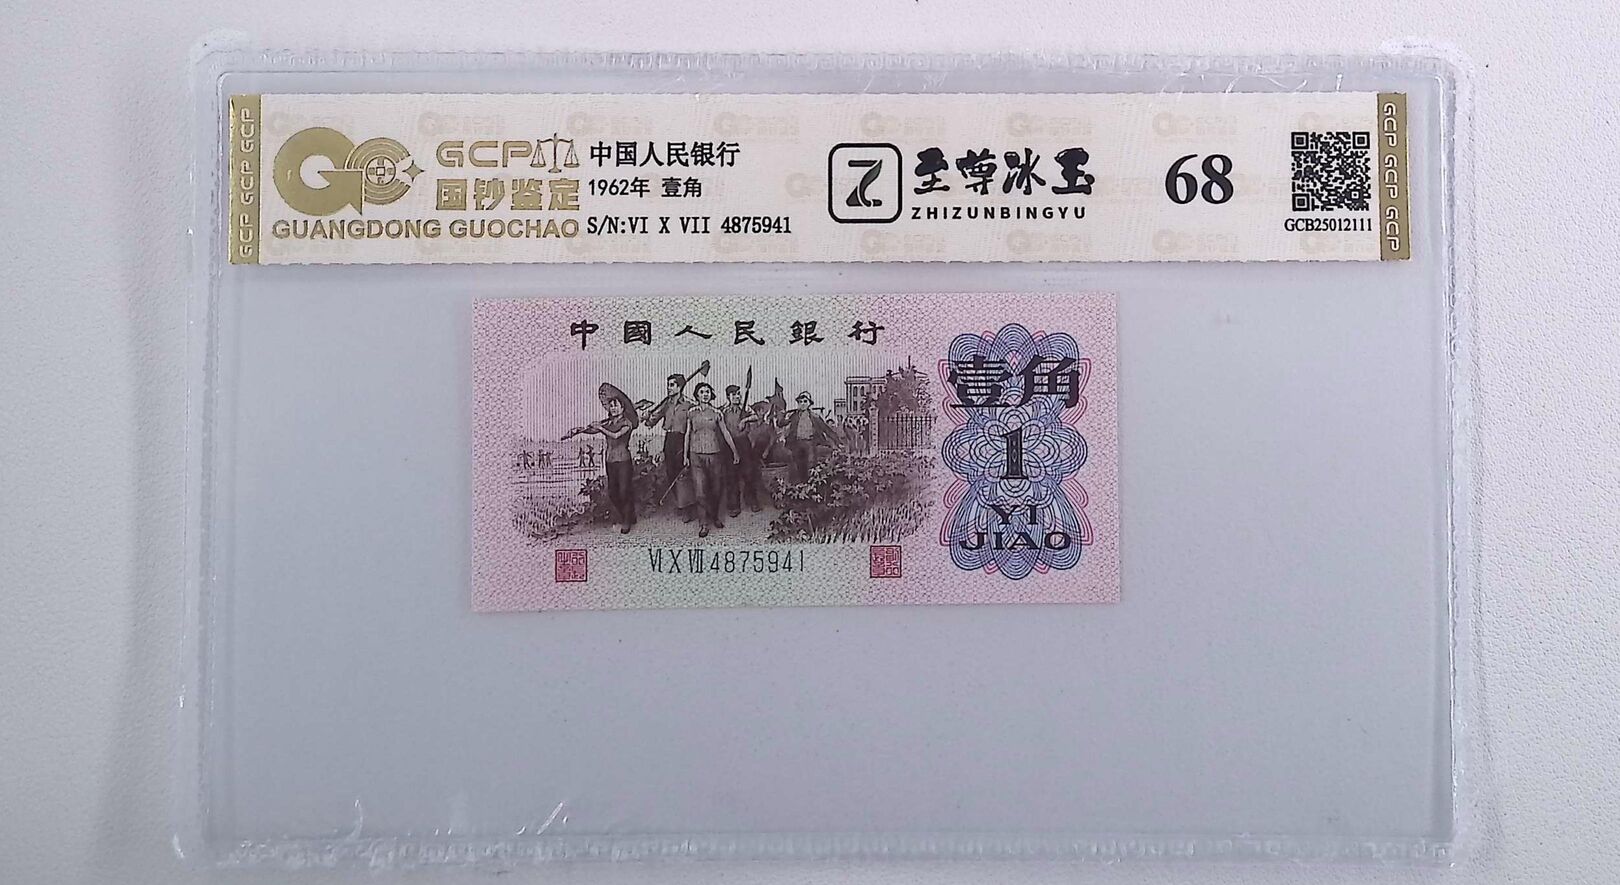 GCP GCP GCP
GCP
国钞鉴定
GUANGDONG GUOCHAO
中国人民银行
1962年 壹角
S/N:VI X VII 4875941
至尊冰玉
ZHIZUNBINGYU
68
GCB25012111
GCP GCP GCP
中國人民銀行
壹角
1
YI
JIAO
VI X VII 4875941